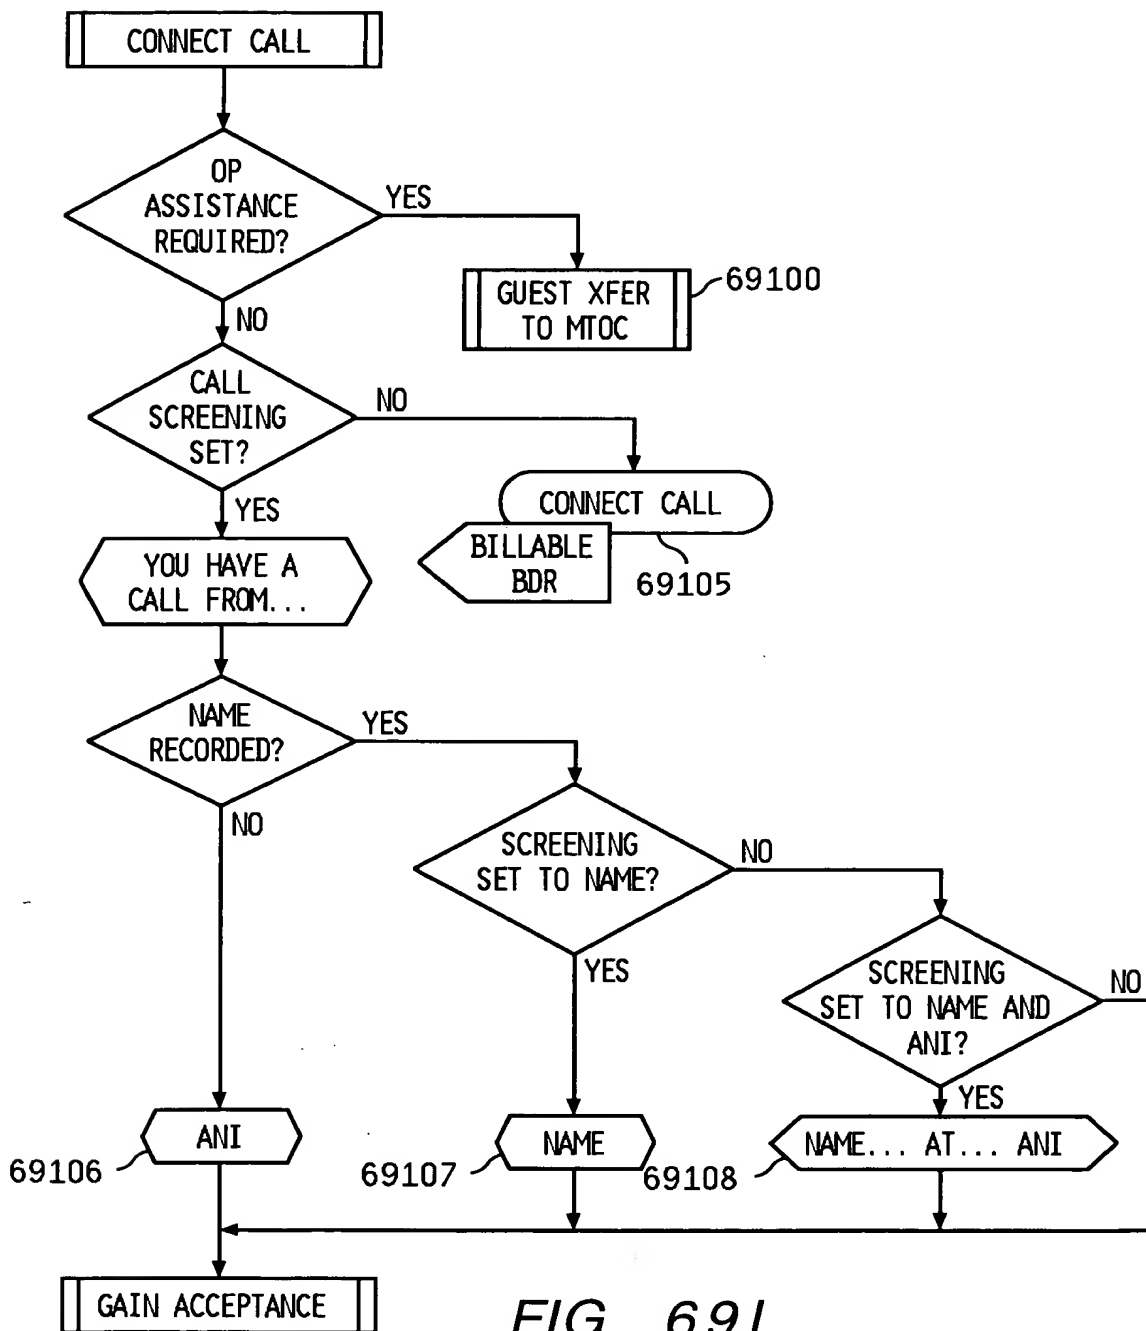 CONNECT CALL
OP
ASSISTANCE
REQUIRED?
YES
GUEST XFER
TO MTOC
69100
NO
CALL
SCREENING
SET?
NO
CONNECT CALL
BILLABLE
BDR
69105
YES
YOU HAVE A
CALL FROM...
NAME
RECORDED?
YES
NO
SCREENING
SET TO NAME?
NO
YES
SCREENING
SET TO NAME AND
ANI?
NO
YES
ANI
69106
NAME
69107
NAME... AT... ANI
69108
GAIN ACCEPTANCE
FIG. 69I